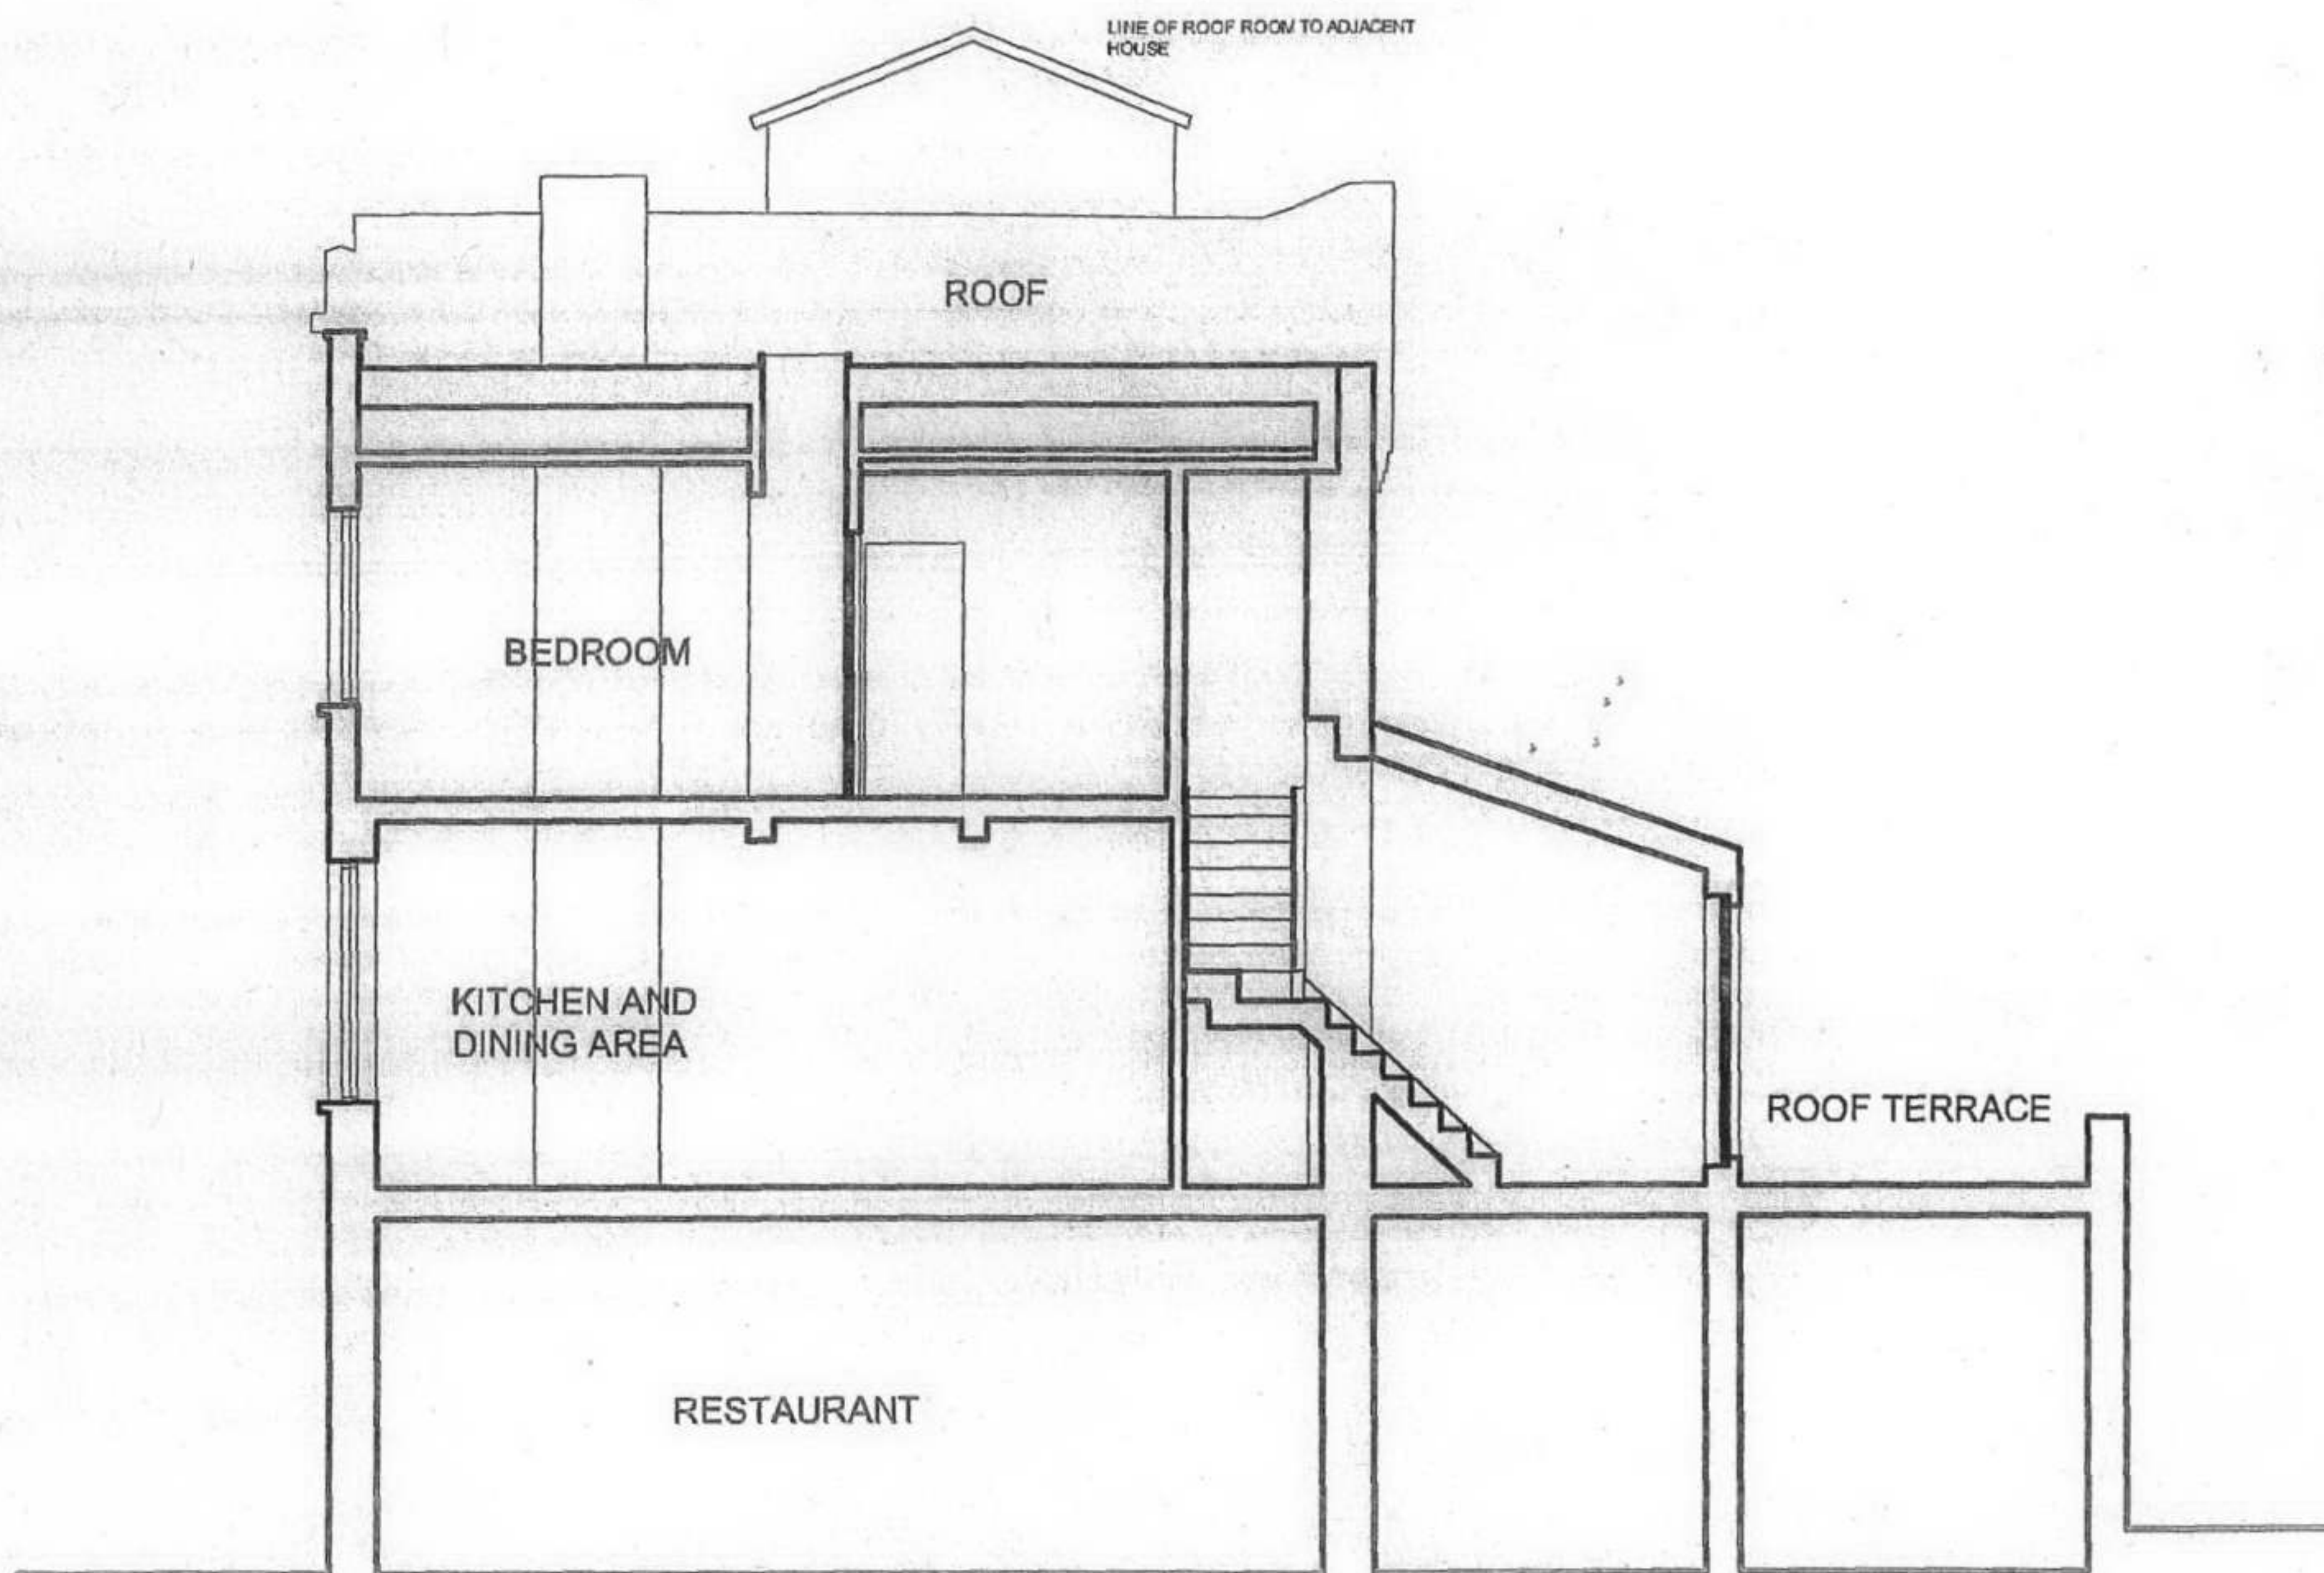 LINE OF ROOF ROOM TO ADJACENT
HOUSE
ROOF
BEDROOM
KITCHEN AND
DINING AREA
ROOF TERRACE
RESTAURANT